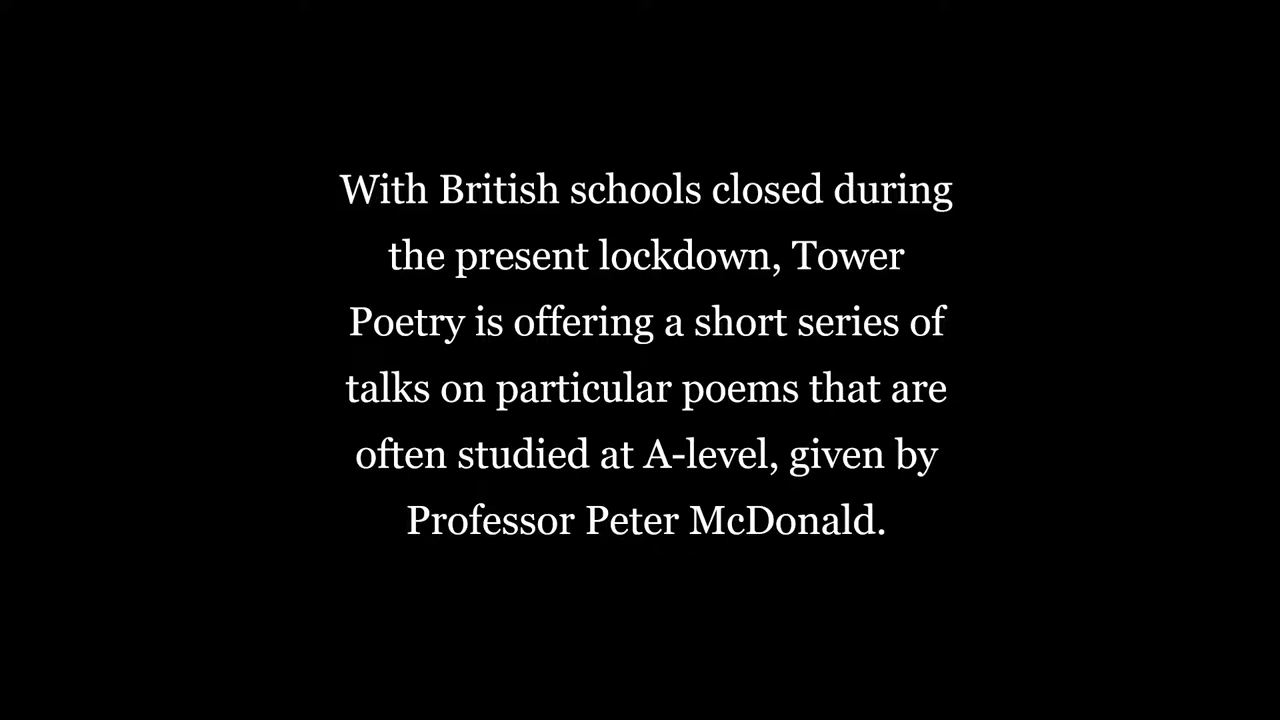 With British schools closed during
the present lockdown, Tower
Poetry is offering a short series of
talks on particular poems that are
often studied at A-level, given by
Professor Peter McDonald.